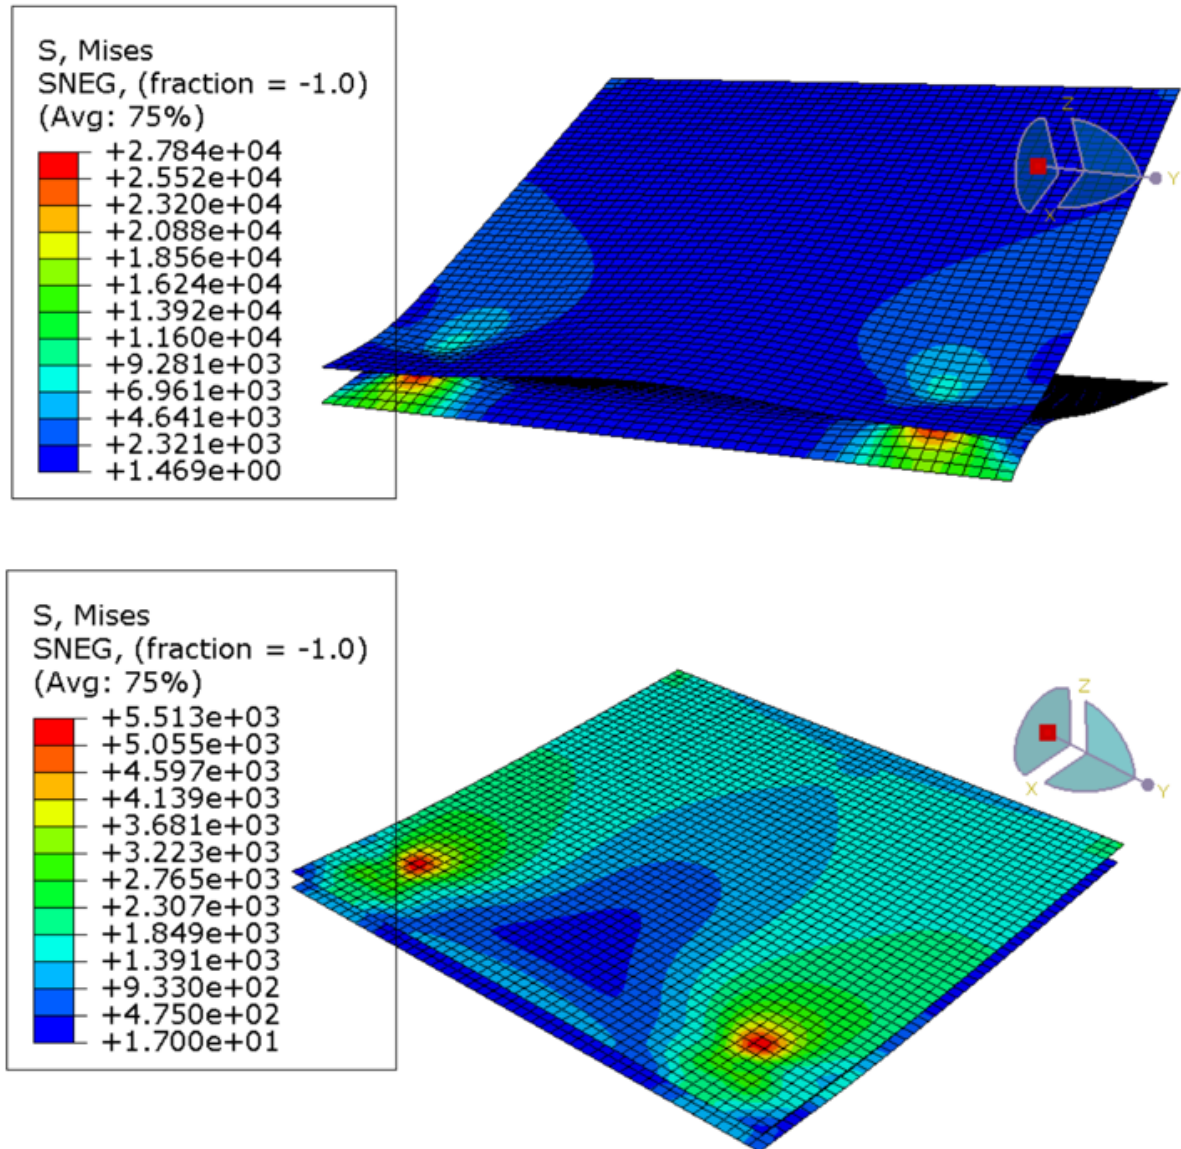 S, Mises
SNEG, (fraction = -1.0)
(Avg: 75%)
+2.784e+04
+2.552e+04
+2.320e+04
+2.088e+04
+1.856e+04
+1.624e+04
+1.392e+04
+1.160e+04
+9.281e+03
+6.961e+03
+4.641e+03
+2.321e+03
+1.469e+00
Z
Y
X
S, Mises
SNEG, (fraction = -1.0)
(Avg: 75%)
+5.513e+03
+5.055e+03
+4.597e+03
+4.139e+03
+3.681e+03
+3.223e+03
+2.765e+03
+2.307e+03
+1.849e+03
+1.391e+03
+9.330e+02
+4.750e+02
+1.700e+01
Z
X
Y